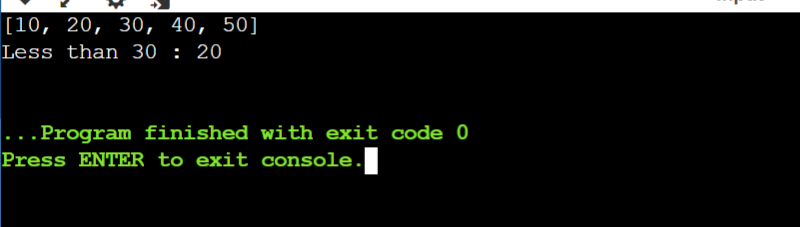 [10, 20, 30, 40, 50]
Less than 30 : 20
...Program finished with exit code 0
Press ENTER to exit console.